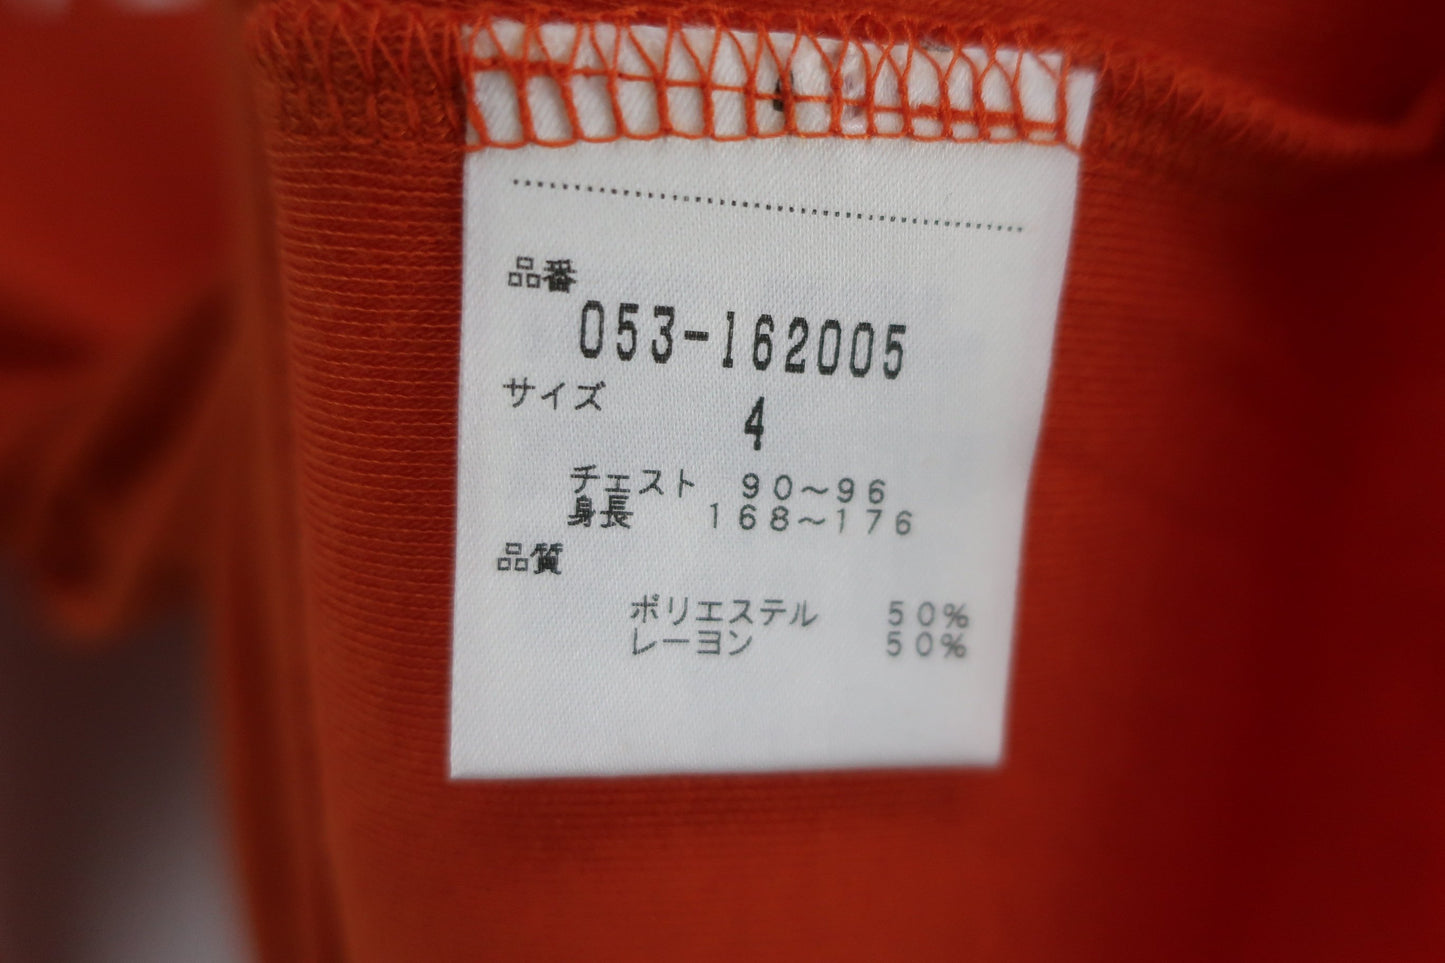 品番
053-162005
サイズ
4
チェスト 90~96
身長 168~176
品質
ポリエステル 50%
レーヨン 50%